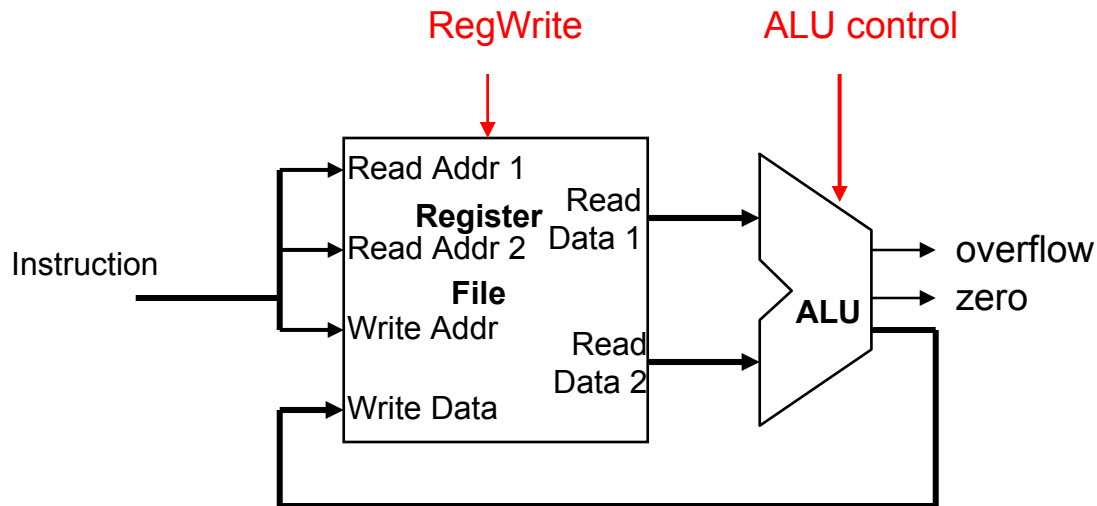 RegWrite
ALU control
Instruction
Read Addr 1
Register
Read Addr 2
File
Write Addr
Write Data
Read
Data 1
Read
Data 2
ALU
overflow
zero